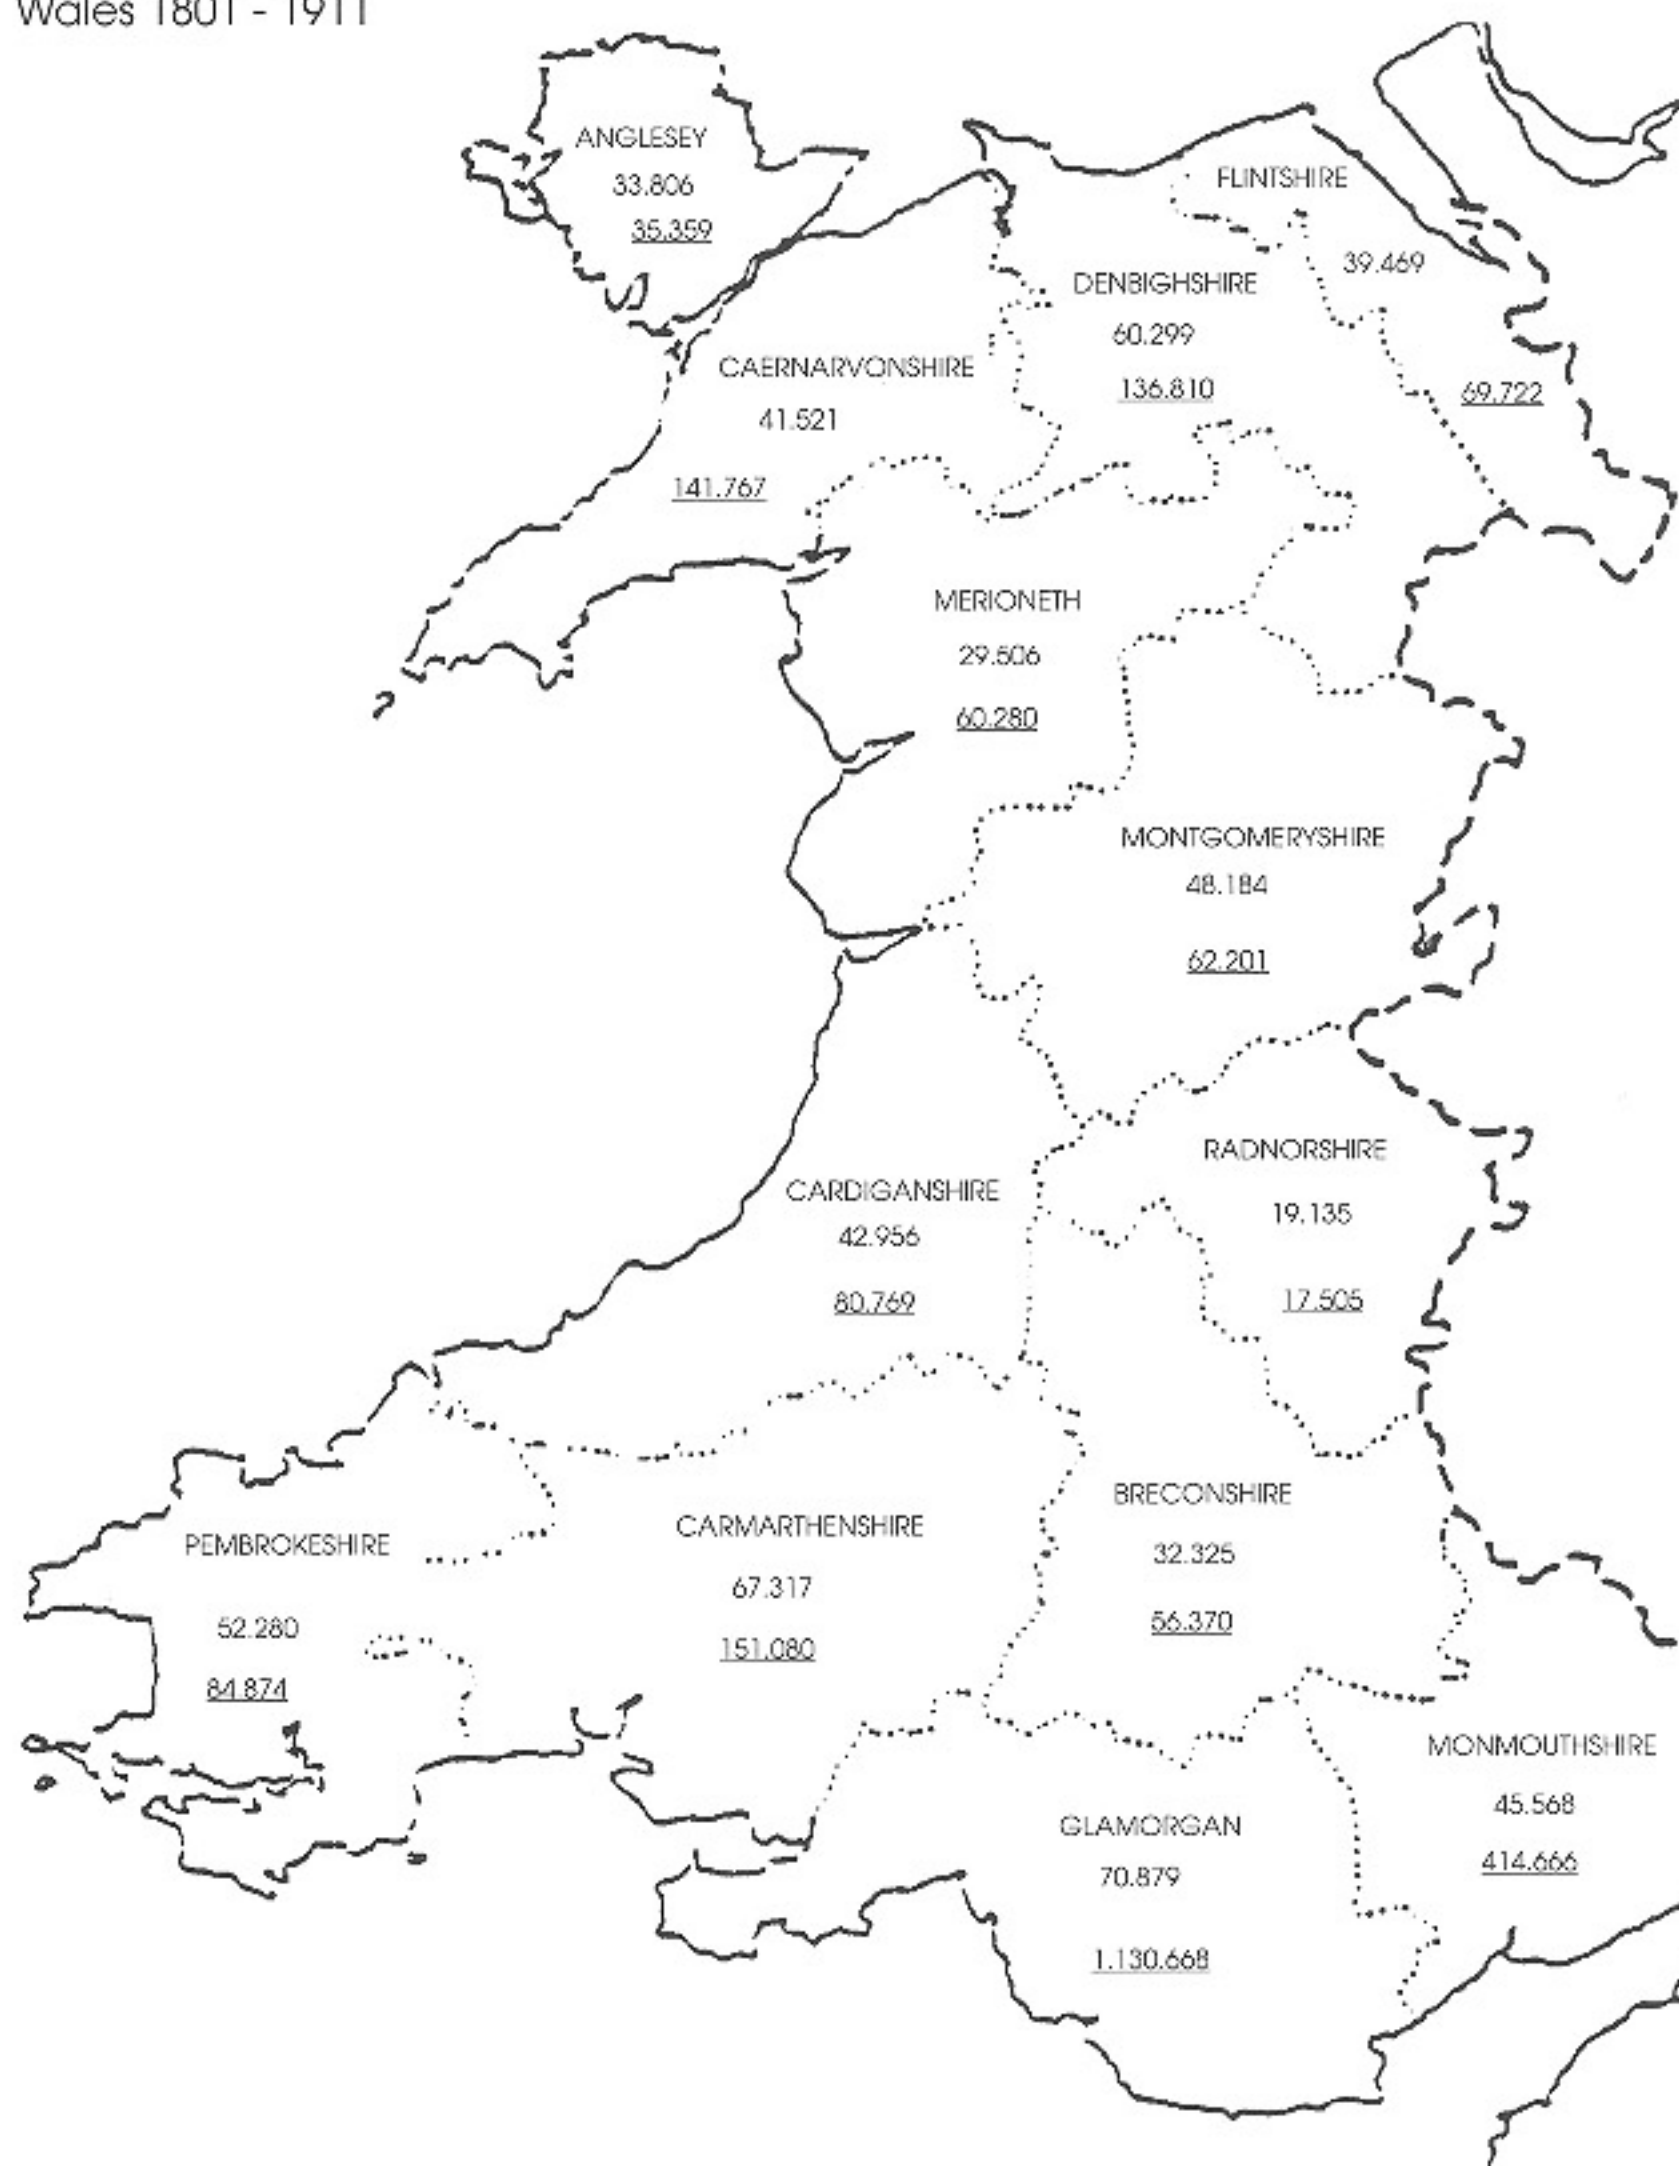 Wales 1801 - 1911
ANGLESEY
33.806
35.359
FLINTSHIRE
39.469
69.722
DENBIGHSHIRE
60.299
136.810
CAERNARVONSHIRE
41.521
141.767
MERIONETH
29.506
60.280
MONTGOMERYSHIRE
48.184
62.201
RADNORSHIRE
19.135
17.505
CARDIGANSHIRE
42.956
80.769
BRECONSHIRE
32.325
56.370
CARMARTHENSHIRE
67.317
151.080
PEMBROKESHIRE
52.280
84.874
MONMOUTHSHIRE
45.568
414.666
GLAMORGAN
70.879
1.130.668